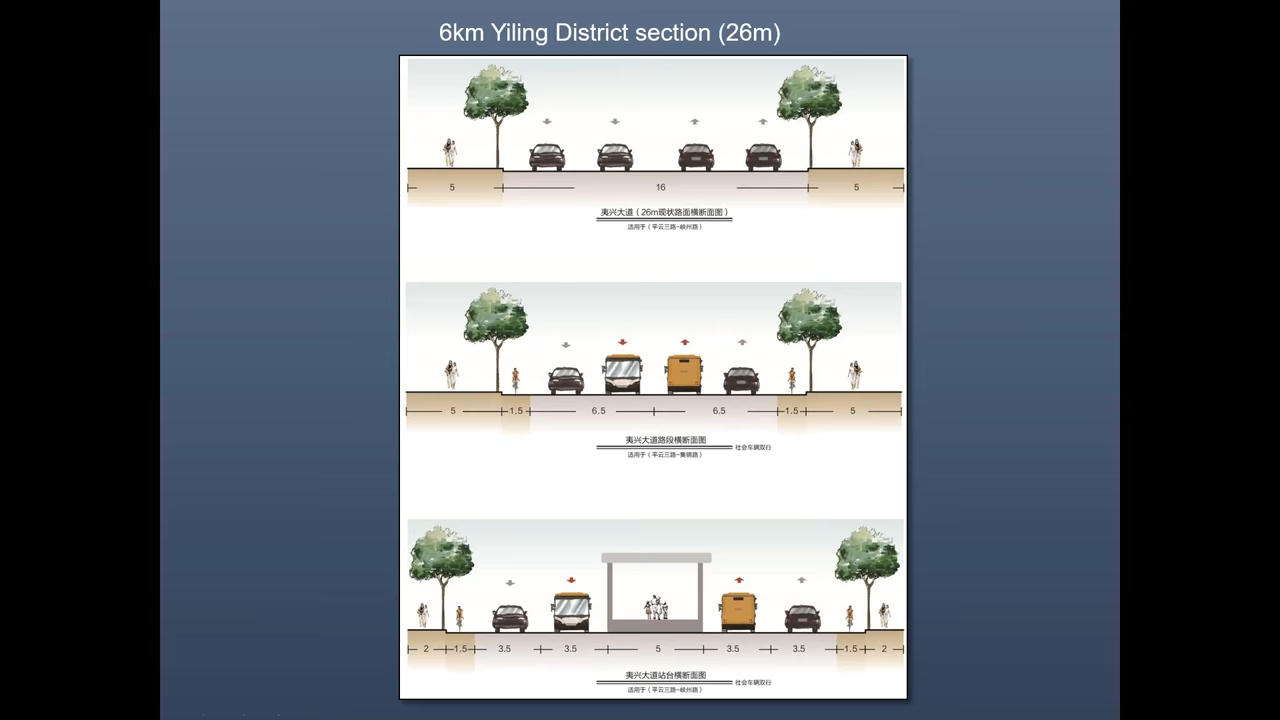 6km Yiling District section (26m)
5 16 5
夷兴大道（26m现状路面横断面图）
适用于（平云三路-峡州路）
5 1.5 6.5 6.5 1.5 5
夷兴大道路段横断面图
社会车辆双行
适用于（平云三路-集锦路）
2 1.5 3.5 3.5 5 3.5 3.5 1.5 2
夷兴大道站台横断面图
社会车辆双行
适用于（平云三路-峡州路）